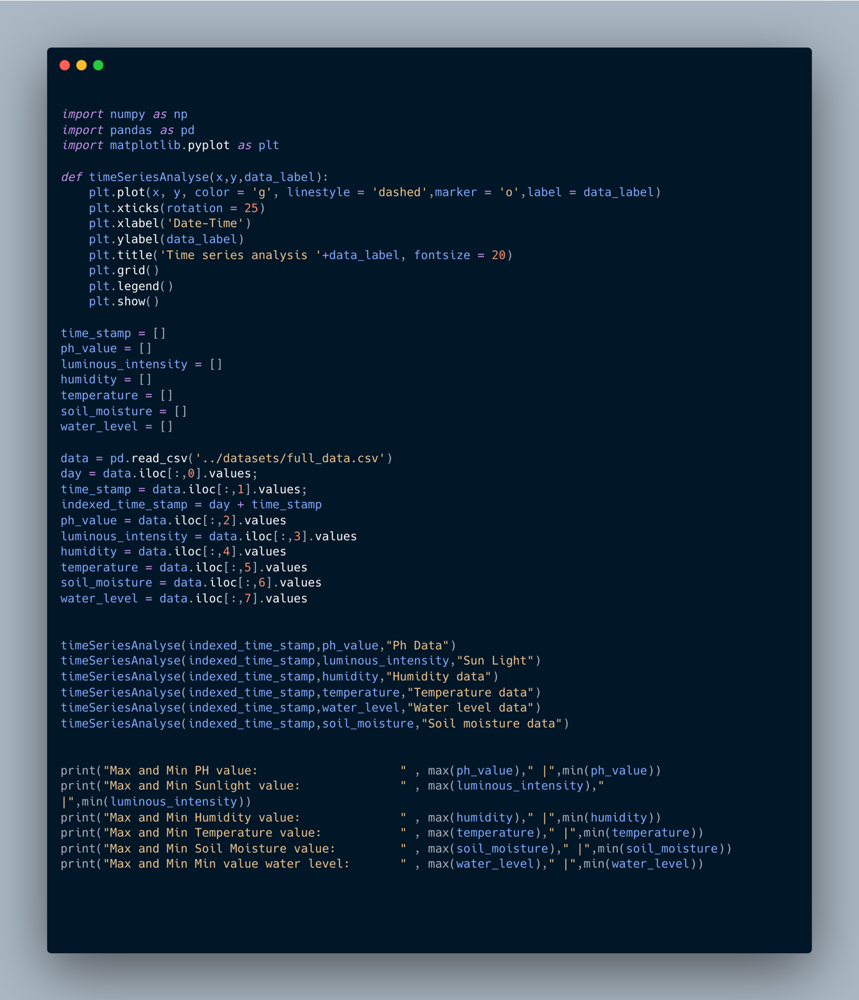 import numpy as np
import pandas as pd
import matplotlib.pyplot as plt

def timeSeriesAnalyse(x,y,data_label):
    plt.plot(x, y, color = 'g', linestyle = 'dashed',marker = 'o',label = data_label)
    plt.xticks(rotation = 25)
    plt.xlabel('Date-Time')
    plt.ylabel(data_label)
    plt.title('Time series analysis '+data_label, fontsize = 20)
    plt.grid()
    plt.legend()
    plt.show()

time_stamp = []
ph_value = []
luminous_intensity = []
humidity = []
temperature = []
soil_moisture = []
water_level = []

data = pd.read_csv('../datasets/full_data.csv')
day = data.iloc[:,0].values;
time_stamp = data.iloc[:,1].values;
indexed_time_stamp = day + time_stamp
ph_value = data.iloc[:,2].values
luminous_intensity = data.iloc[:,3].values
humidity = data.iloc[:,4].values
temperature = data.iloc[:,5].values
soil_moisture = data.iloc[:,6].values
water_level = data.iloc[:,7].values


timeSeriesAnalyse(indexed_time_stamp,ph_value,"Ph Data")
timeSeriesAnalyse(indexed_time_stamp,luminous_intensity,"Sun Light")
timeSeriesAnalyse(indexed_time_stamp,humidity,"Humidity data")
timeSeriesAnalyse(indexed_time_stamp,temperature,"Temperature data")
timeSeriesAnalyse(indexed_time_stamp,water_level,"Water level data")
timeSeriesAnalyse(indexed_time_stamp,soil_moisture,"Soil moisture data")


print("Max and Min PH value:                    " , max(ph_value)," |",min(ph_value))
print("Max and Min Sunlight value:              " , max(luminous_intensity),"
|",min(luminous_intensity))
print("Max and Min Humidity value:              " , max(humidity)," |",min(humidity))
print("Max and Min Temperature value:           " , max(temperature)," |",min(temperature))
print("Max and Min Soil Moisture value:         " , max(soil_moisture)," |",min(soil_moisture))
print("Max and Min Min value water level:       " , max(water_level)," |",min(water_level))